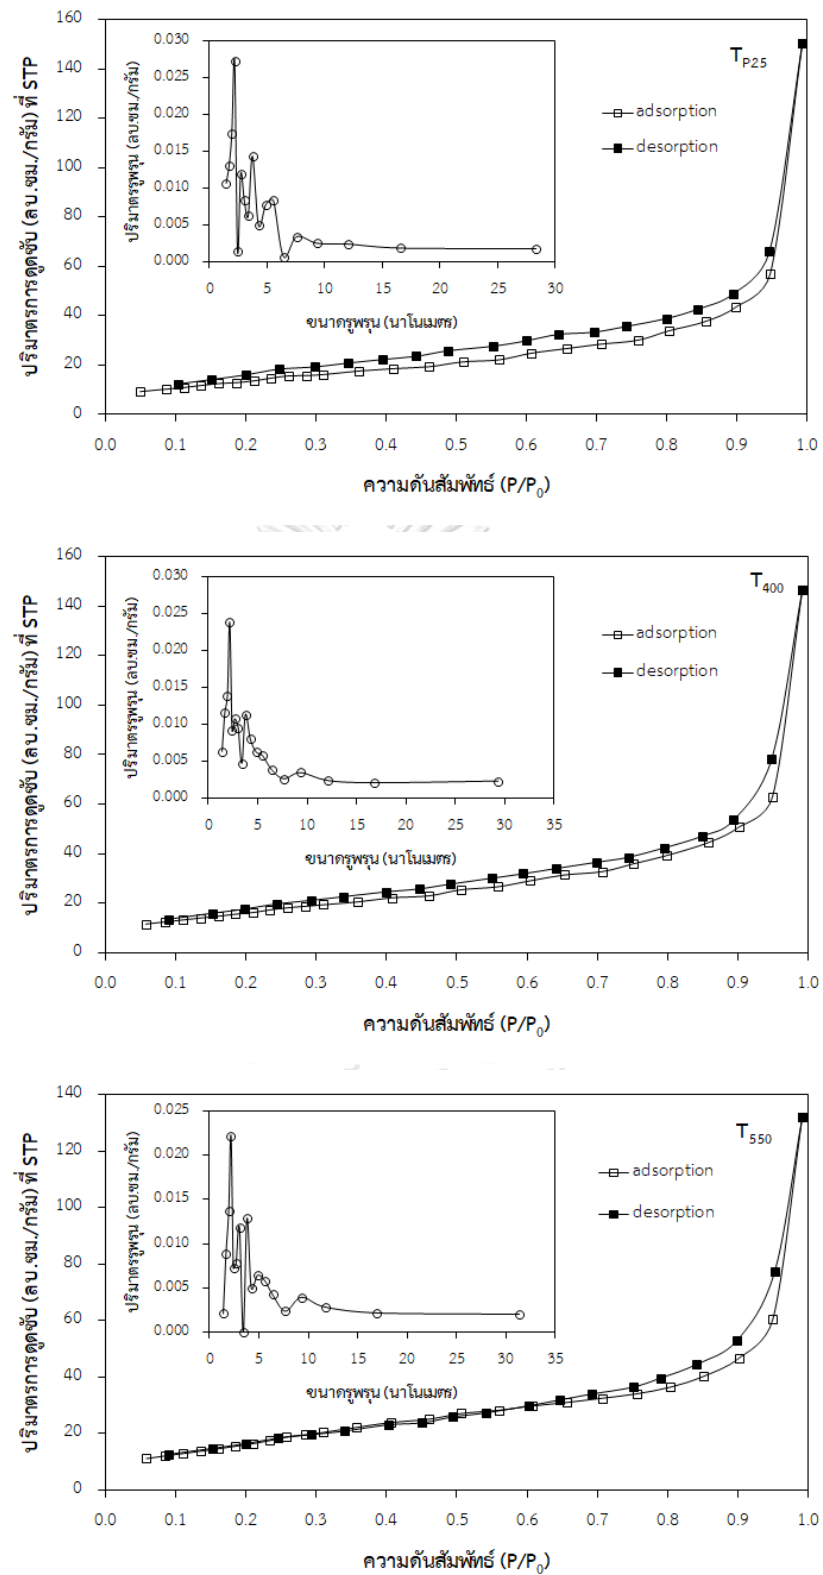 ปริมาตรการดูดซับ (ลบ.ซม./กรัม) ที่ STP
160
140
120
100
80
60
40
20
0
0.0 0.1 0.2 0.3 0.4 0.5 0.6 0.7 0.8 0.9 1.0
ความดันสัมพัทธ์ (P/P0)
T P25
adsorption
desorption
ปริมาตรรูพรุน (ลบ.ซม./กรัม)
0.030
0.025
0.020
0.015
0.010
0.005
0.000
0 5 10 15 20 25 30
ขนาดรูพรุน (นาโนเมตร)
ปริมาตรการดูดซับ (ลบ.ซม./กรัม) ที่ STP
160
140
120
100
80
60
40
20
0
0.0 0.1 0.2 0.3 0.4 0.5 0.6 0.7 0.8 0.9 1.0
ความดันสัมพัทธ์ (P/P0)
T400
adsorption
desorption
ปริมาตรรูพรุน (ลบ.ซม./กรัม)
0.030
0.025
0.020
0.015
0.010
0.005
0.000
0 5 10 15 20 25 30 35
ขนาดรูพรุน (นาโนเมตร)
ปริมาตรการดูดซับ (ลบ.ซม./กรัม) ที่ STP
140
120
100
80
60
40
20
0
0.0 0.1 0.2 0.3 0.4 0.5 0.6 0.7 0.8 0.9 1.0
ความดันสัมพัทธ์ (P/P0)
T550
adsorption
desorption
ปริมาตรรูพรุน (ลบ.ซม./กรัม)
0.025
0.020
0.015
0.010
0.005
0.000
0 5 10 15 20 25 30 35
ขนาดรูพรุน (นาโนเมตร)